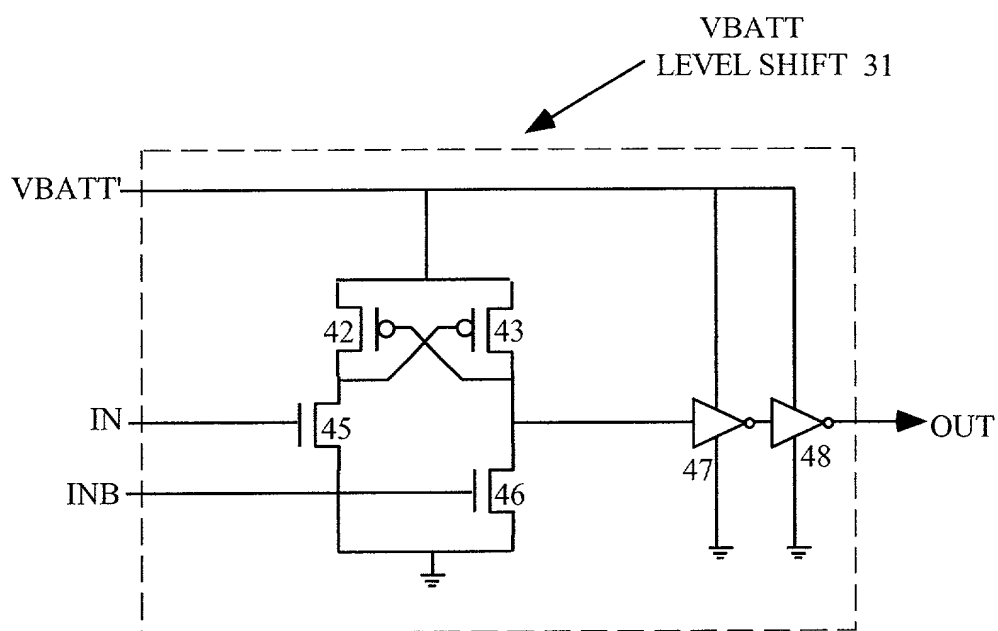 VBATT
LEVEL SHIFT 31
VBATT'
42
43
IN
45
47
48
OUT
INB
46